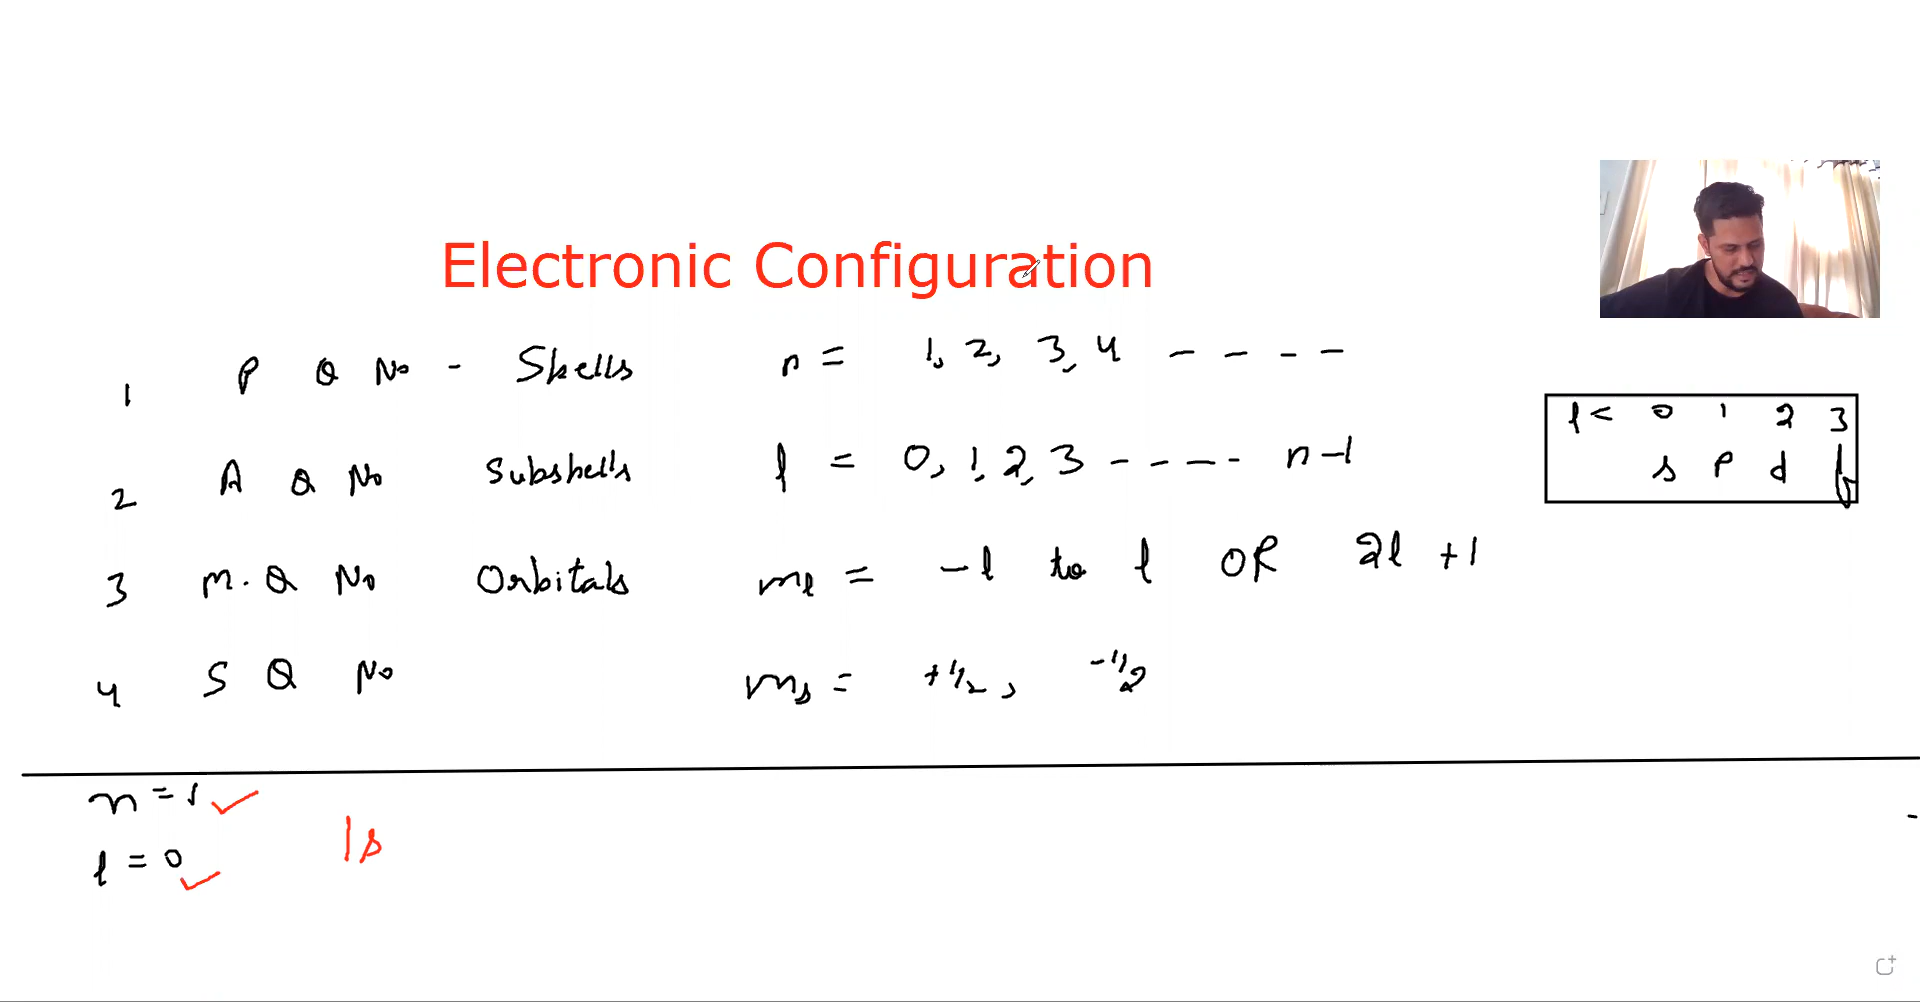 Electronic Configuration
1 P Q No - Shells n = 1, 2, 3, 4 - - - -
2 A Q No Subshells l = 0, 1, 2, 3 - - - - - n-1
l < 0 1 2 3
s p d f
3 M. Q No Orbitals ml = -l to l OR 2l + 1
4 S Q No ms = +1/2, -1/2
n = 1 ✓
l = 0 ✓
1s